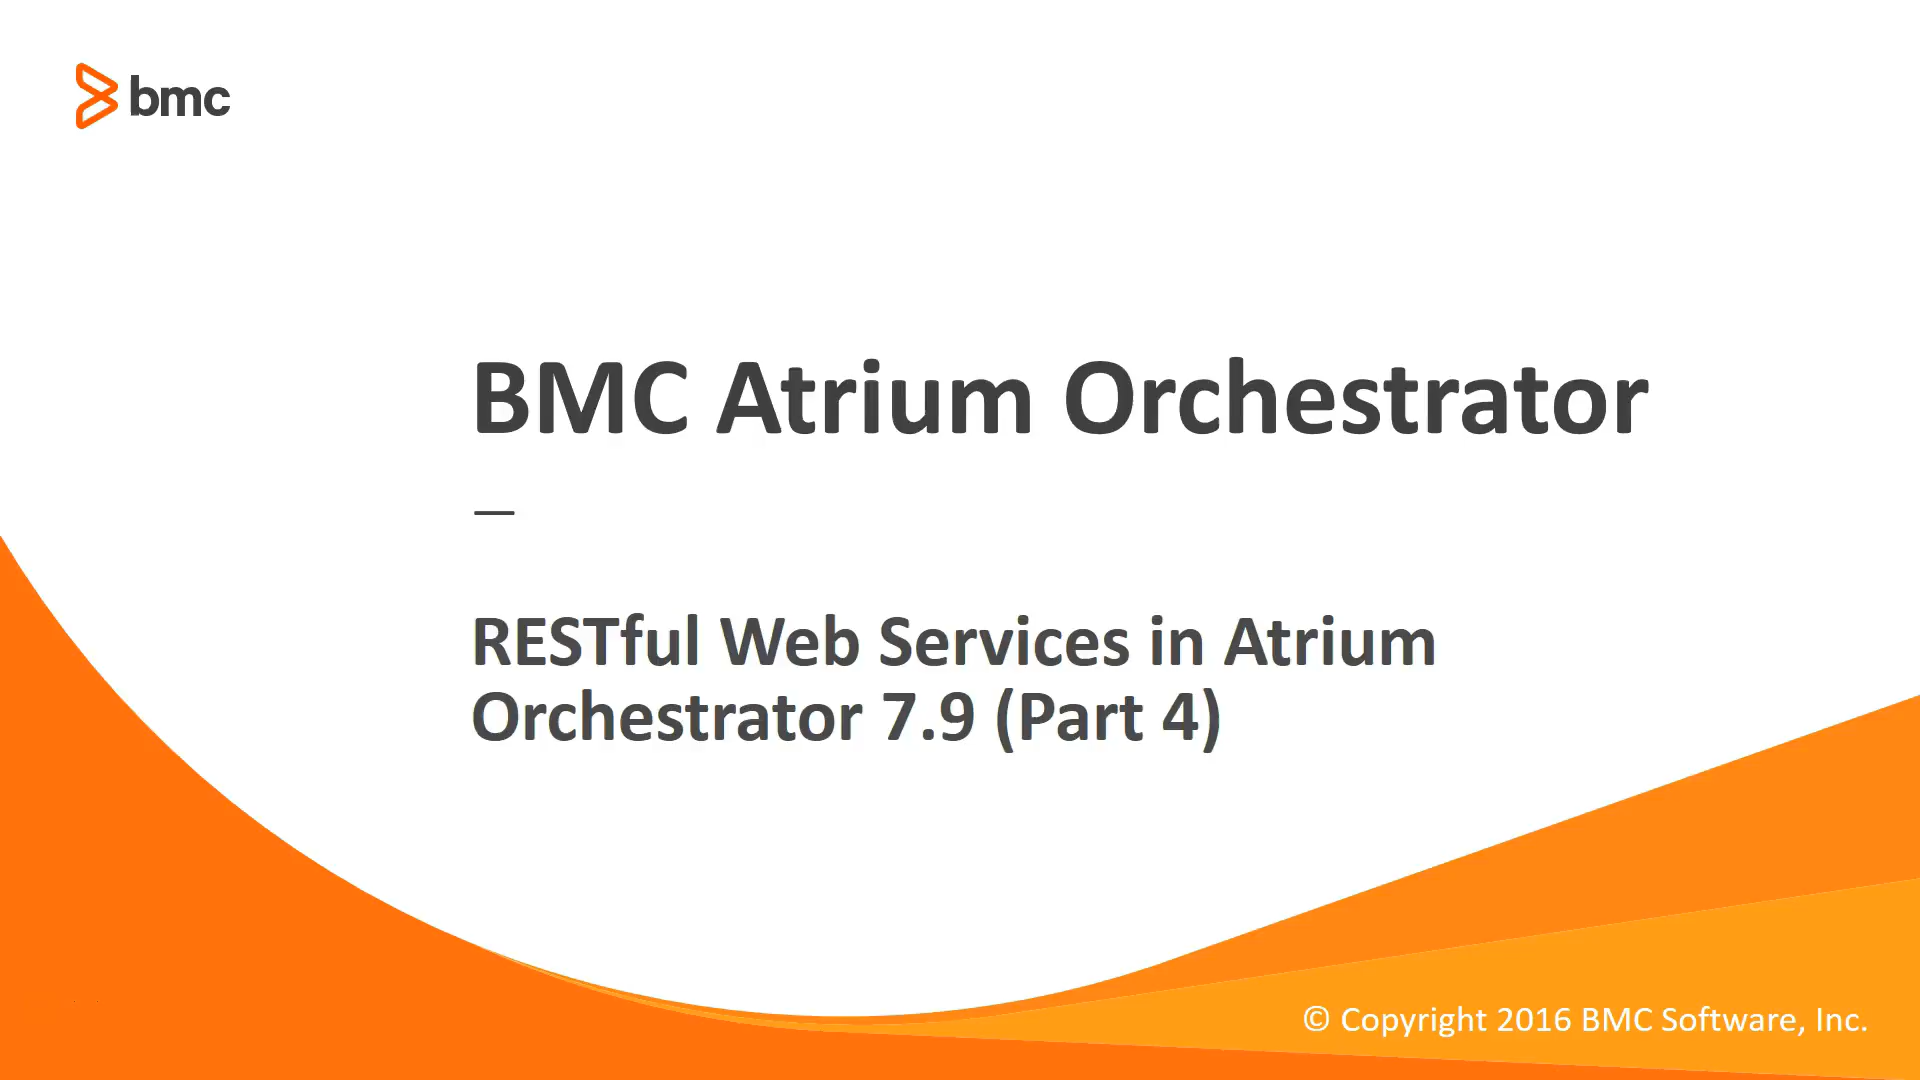 bmc
BMC Atrium Orchestrator
RESTful Web Services in Atrium
Orchestrator 7.9 (Part 4)
© Copyright 2016 BMC Software, Inc.